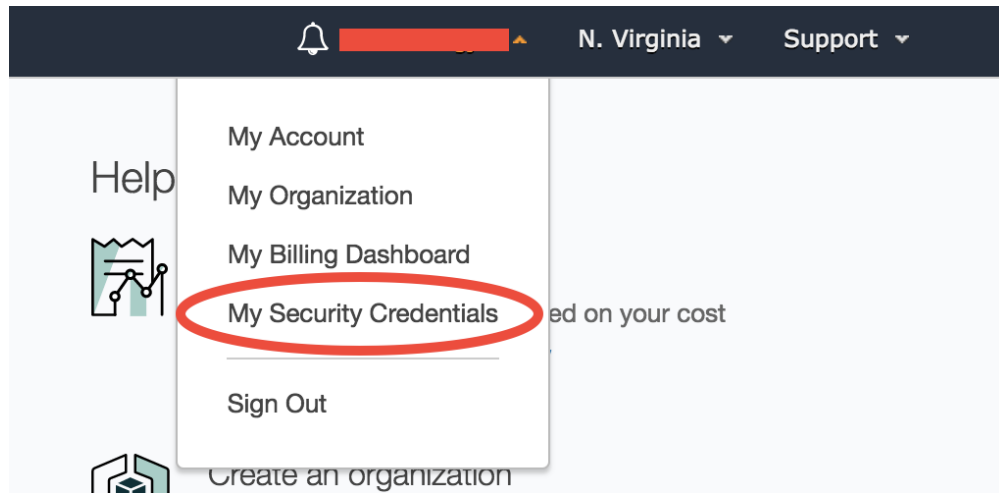 N. Virginia Support
My Account
Help
My Organization
My Billing Dashboard
My Security Credentials
ed on your cost
Sign Out
Create an organization